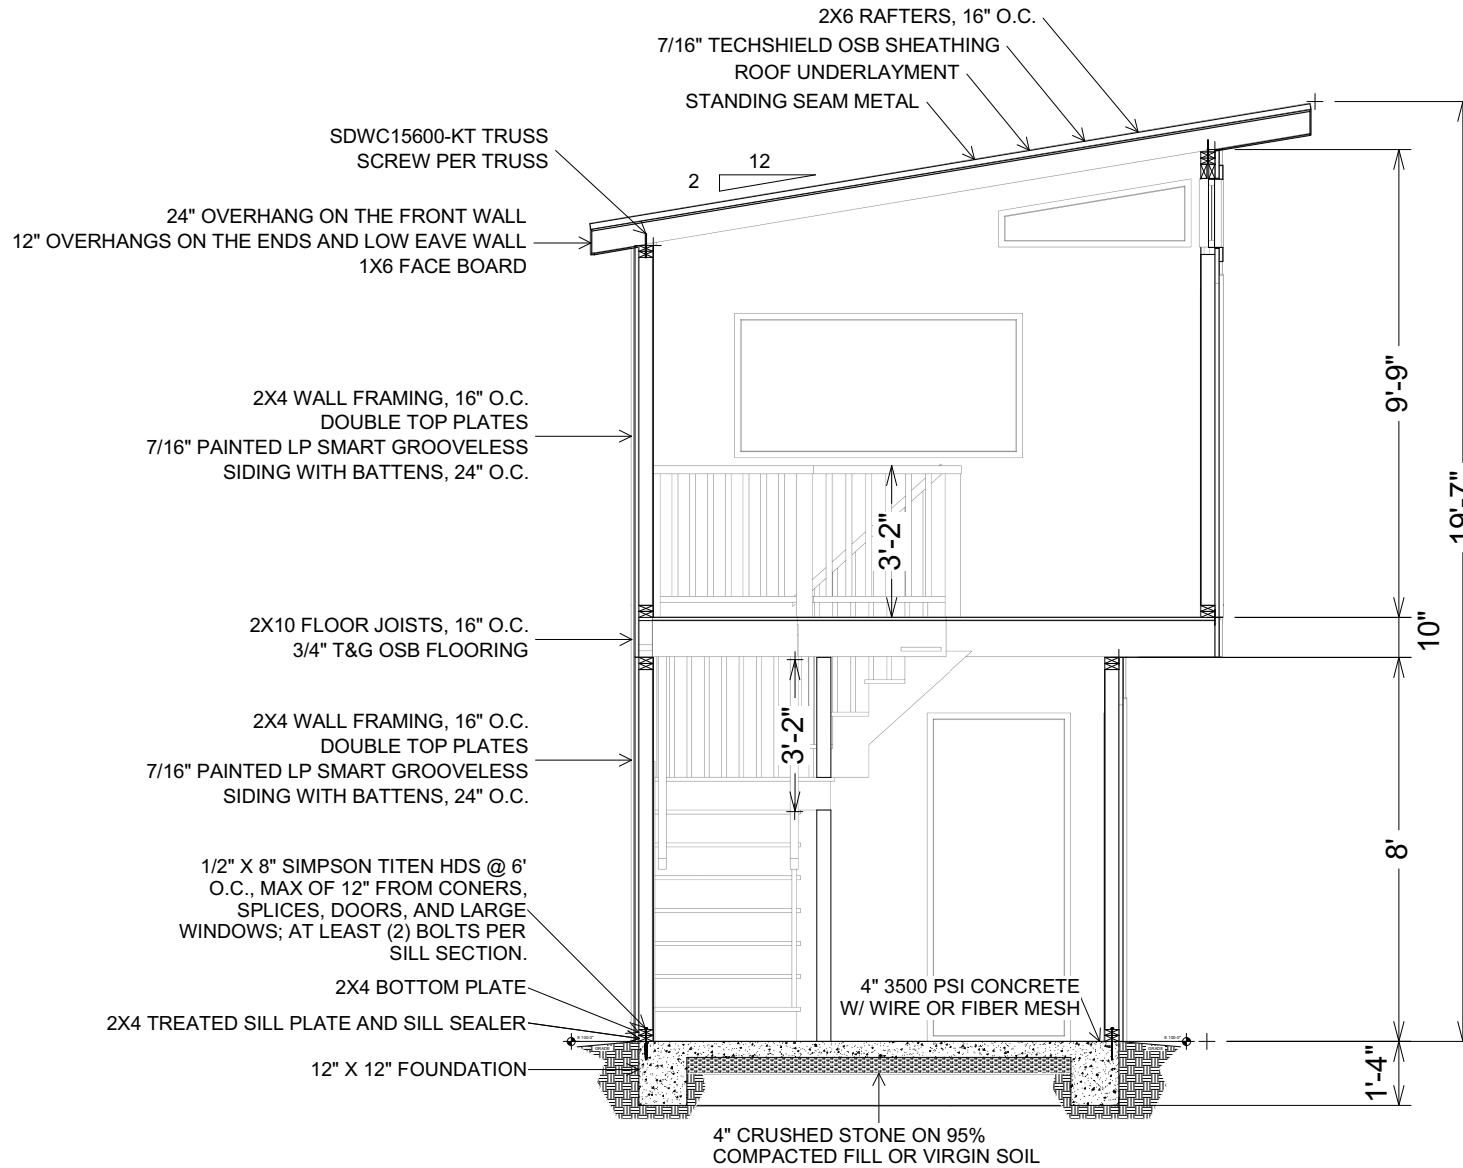 2X6 RAFTERS, 16" O.C.
7/16" TECHSHIELD OSB SHEATHING
ROOF UNDERLAYMENT
STANDING SEAM METAL
SDWC15600-KT TRUSS
SCREW PER TRUSS
12
2
24" OVERHANG ON THE FRONT WALL
12" OVERHANGS ON THE ENDS AND LOW EAVE WALL
1X6 FACE BOARD
9'-9"
19'-7"
2X4 WALL FRAMING, 16" O.C.
DOUBLE TOP PLATES
7/16" PAINTED LP SMART GROOVELESS
SIDING WITH BATTENS, 24" O.C.
3'-2"
2X10 FLOOR JOISTS, 16" O.C.
3/4" T&G OSB FLOORING
10"
2X4 WALL FRAMING, 16" O.C.
DOUBLE TOP PLATES
7/16" PAINTED LP SMART GROOVELESS
SIDING WITH BATTENS, 24" O.C.
3'-2"
8'
1/2" X 8" SIMPSON TITEN HDS @ 6'
O.C., MAX OF 12" FROM CONERS,
SPLICES, DOORS, AND LARGE
WINDOWS; AT LEAST (2) BOLTS PER
SILL SECTION.
2X4 BOTTOM PLATE
2X4 TREATED SILL PLATE AND SILL SEALER
12" X 12" FOUNDATION
4" 3500 PSI CONCRETE
W/ WIRE OR FIBER MESH
GRADE
GRADE
1'-4"
4" CRUSHED STONE ON 95%
COMPACTED FILL OR VIRGIN SOIL